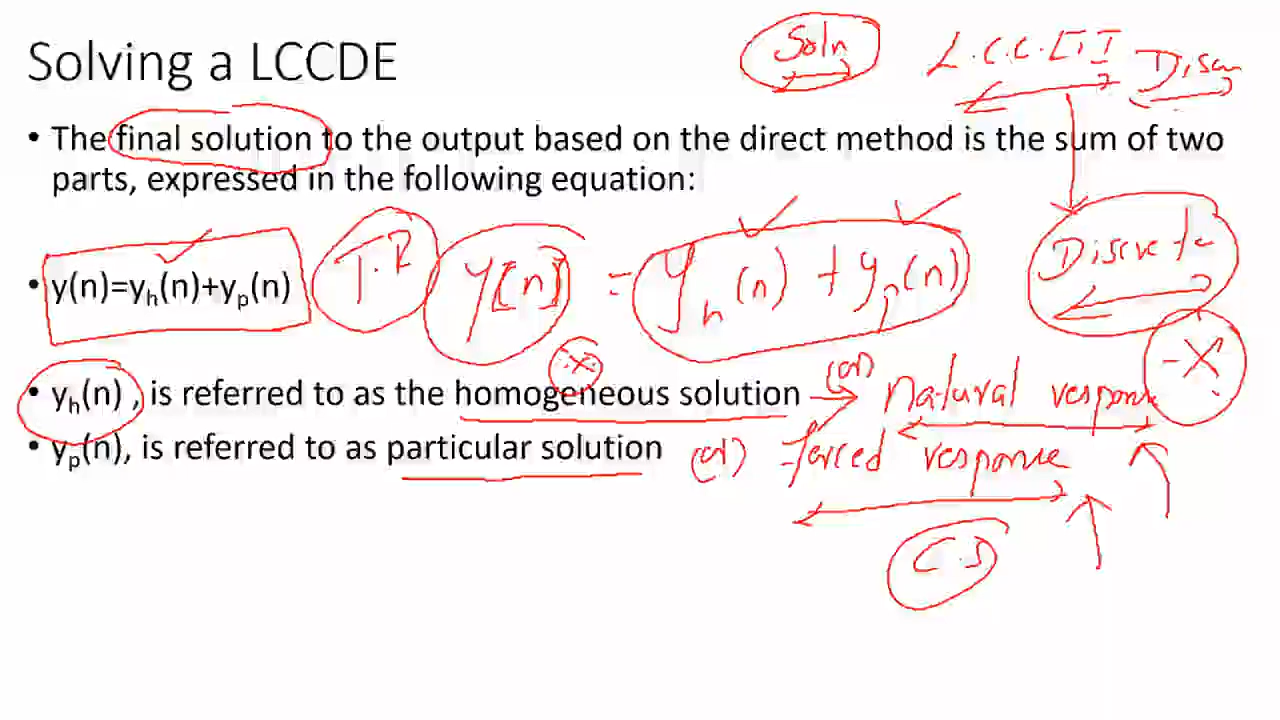 Solving a LCCDE
Soln
• The final solution to the output based on the direct method is the sum of two
parts, expressed in the following equation:
• y(n)=yh(n)+yp(n)
T.R
y[n] = yh(n) + yp(n)
Discrete
• yh(n) , is referred to as the homogeneous solution
(or) natural response
• yp(n), is referred to as particular solution
(or) forced response
C.S